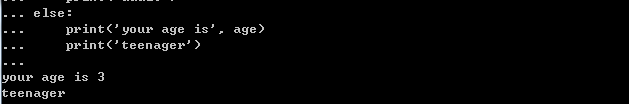 ... else:
...     print('your age is', age)
...     print('teenager')
...
your age is 3
teenager